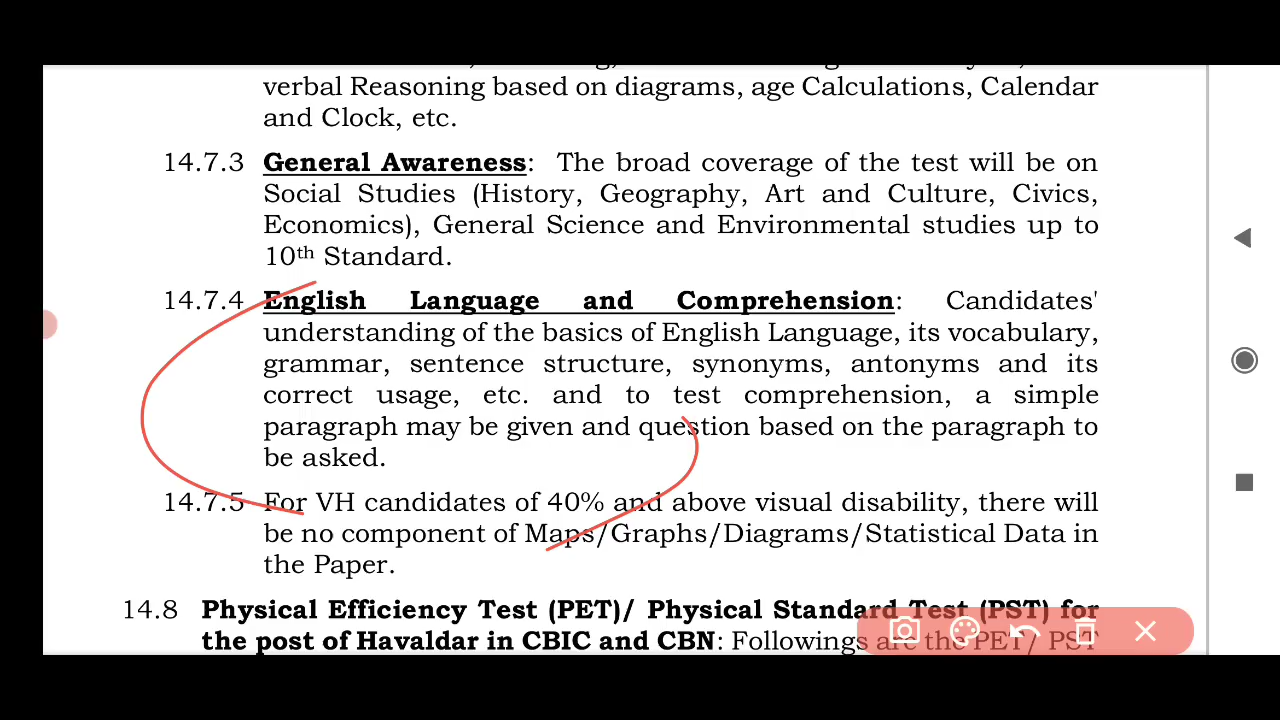 verbal Reasoning based on diagrams, age Calculations, Calendar
and Clock, etc.
14.7.3 General Awareness: The broad coverage of the test will be on
Social Studies (History, Geography, Art and Culture, Civics,
Economics), General Science and Environmental studies up to
10th Standard.
14.7.4 English Language and Comprehension: Candidates'
understanding of the basics of English Language, its vocabulary,
grammar, sentence structure, synonyms, antonyms and its
correct usage, etc. and to test comprehension, a simple
paragraph may be given and question based on the paragraph to
be asked.
14.7.5 For VH candidates of 40% and above visual disability, there will
be no component of Maps/Graphs/Diagrams/Statistical Data in
the Paper.
14.8 Physical Efficiency Test (PET)/ Physical Standard Test (PST) for
the post of Havaldar in CBIC and CBN: Followings are the PET/ PST